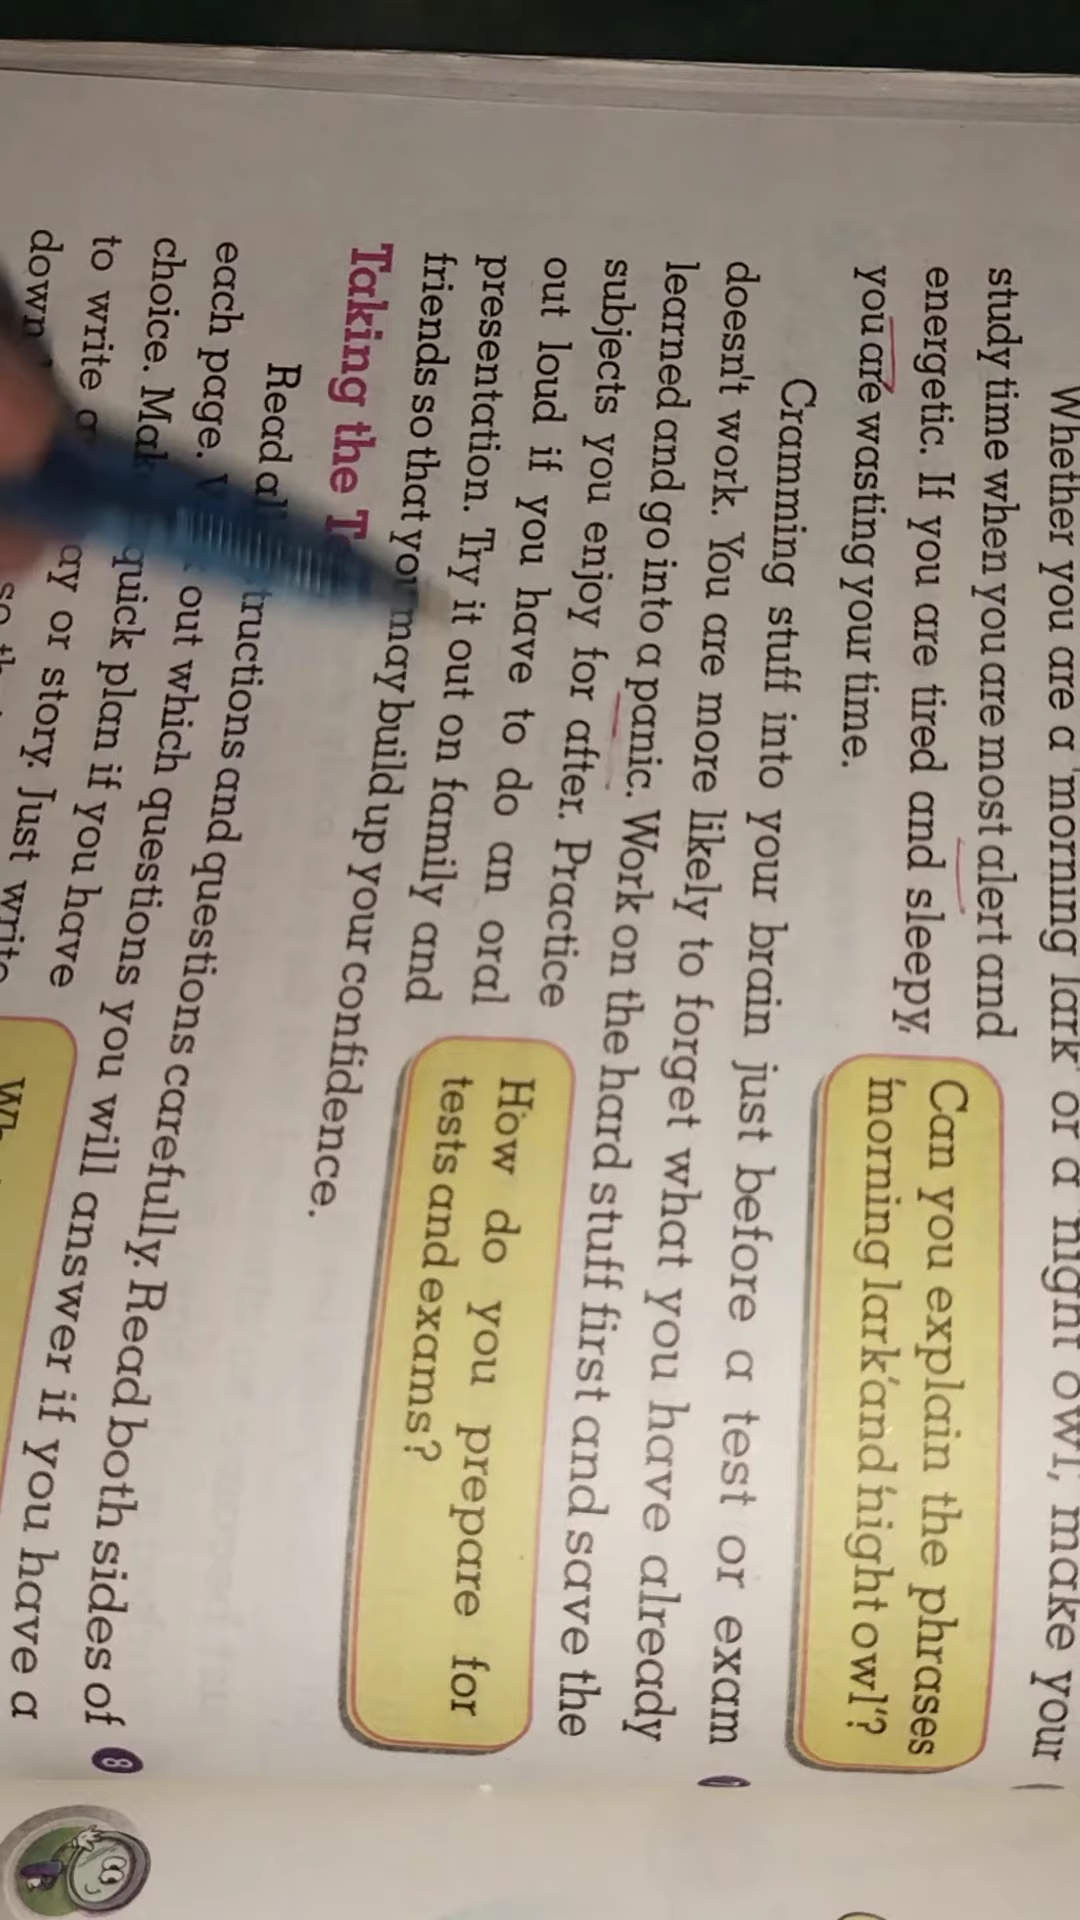 Whether you are a 'morning lark' or a 'night owl', make your
study time when you are most alert and
energetic. If you are tired and sleepy,
you are wasting your time.
Can you explain the phrases
'morning lark' and 'night owl'?
Cramming stuff into your brain just before a test or exam
doesn't work. You are more likely to forget what you have already
learned and go into a panic. Work on the hard stuff first and save the
subjects you enjoy for after. Practice
out loud if you have to do an oral
presentation. Try it out on family and
friends so that you may build up your confidence.
How do you prepare for
tests and exams?
Taking the
Read all tructions and questions carefully. Read both sides of
each page. out which questions you will answer if you have a
choice. quick plan if you have
to write or story. Just write
down
8